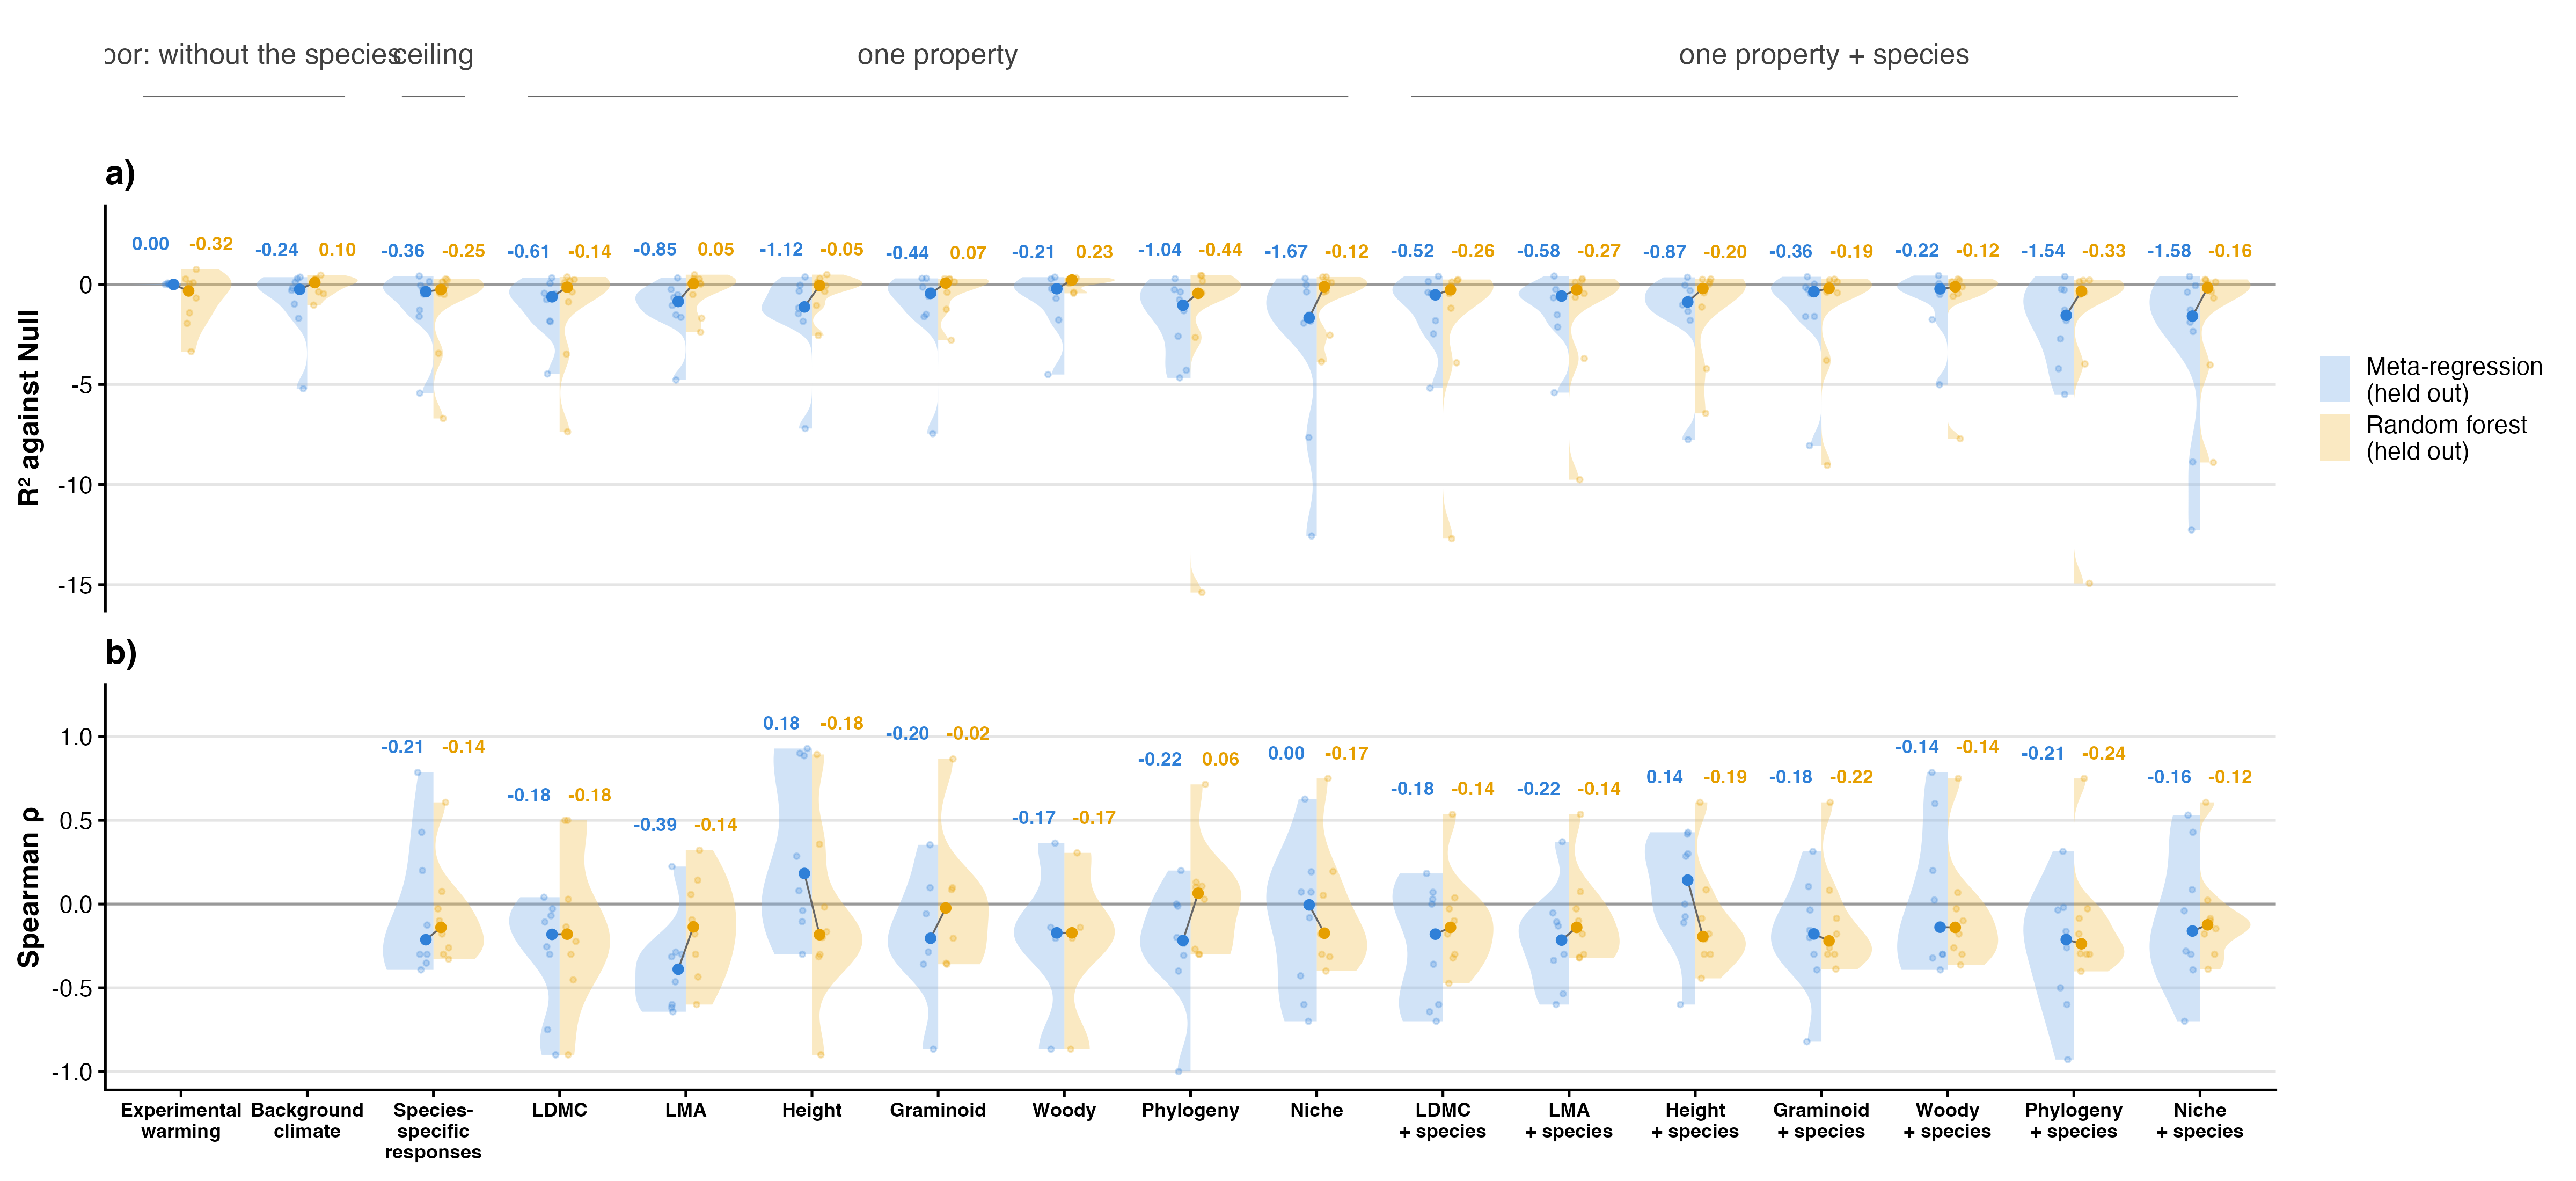 oor: without the species
ceiling
one property
one property + species
a)
0.00 -0.32 -0.24 0.10 -0.36 -0.25 -0.61 -0.14 -0.85 0.05 -1.12 -0.05 -0.44 0.07 -0.21 0.23 -1.04 -0.44 -1.67 -0.12 -0.52 -0.26 -0.58 -0.27 -0.87 -0.20 -0.36 -0.19 -0.22 -0.12 -1.54 -0.33 -1.58 -0.16
R² against Null
0
-5
-10
-15
Meta-regression
(held out)
Random forest
(held out)
b)
-0.21 -0.14 -0.18 -0.18 -0.39 -0.14 0.18 -0.18 -0.20 -0.02 -0.17 -0.17 -0.22 0.06 0.00 -0.17 -0.18 -0.14 -0.22 -0.14 0.14 -0.19 -0.18 -0.22 -0.14 -0.14 -0.21 -0.24 -0.16 -0.12
Spearman ρ
1.0
0.5
0.0
-0.5
-1.0
Experimental
warming
Background
climate
Species-
specific
responses
LDMC
LMA
Height
Graminoid
Woody
Phylogeny
Niche
LDMC
+ species
LMA
+ species
Height
+ species
Graminoid
+ species
Woody
+ species
Phylogeny
+ species
Niche
+ species